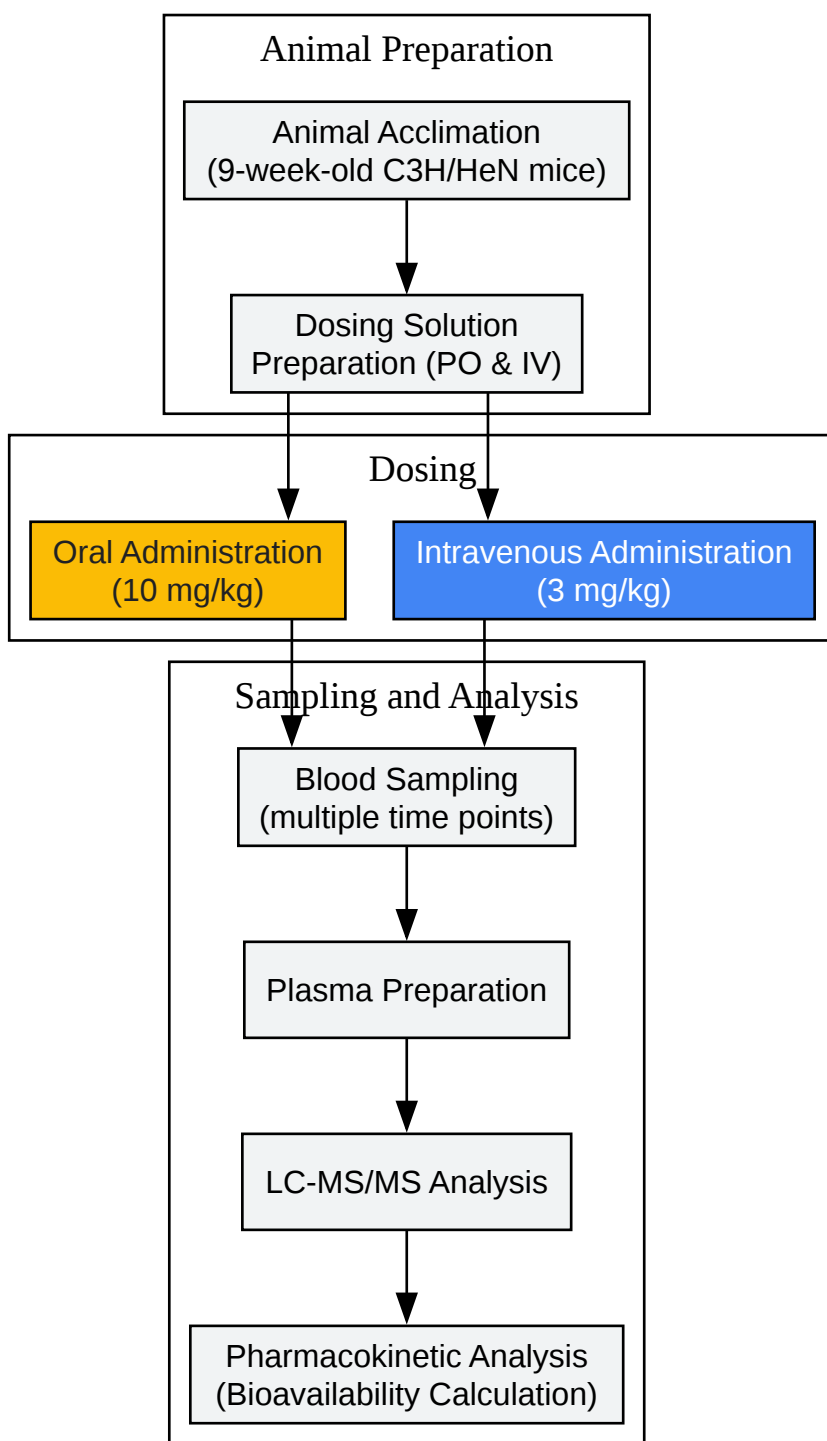 Animal Preparation
Animal Acclimation
(9-week-old C3H/HeN mice)
Dosing Solution
Preparation (PO & IV)
Dosing
Oral Administration
(10 mg/kg)
Intravenous Administration
(3 mg/kg)
Sampling and Analysis
Blood Sampling
(multiple time points)
Plasma Preparation
LC-MS/MS Analysis
Pharmacokinetic Analysis
(Bioavailability Calculation)